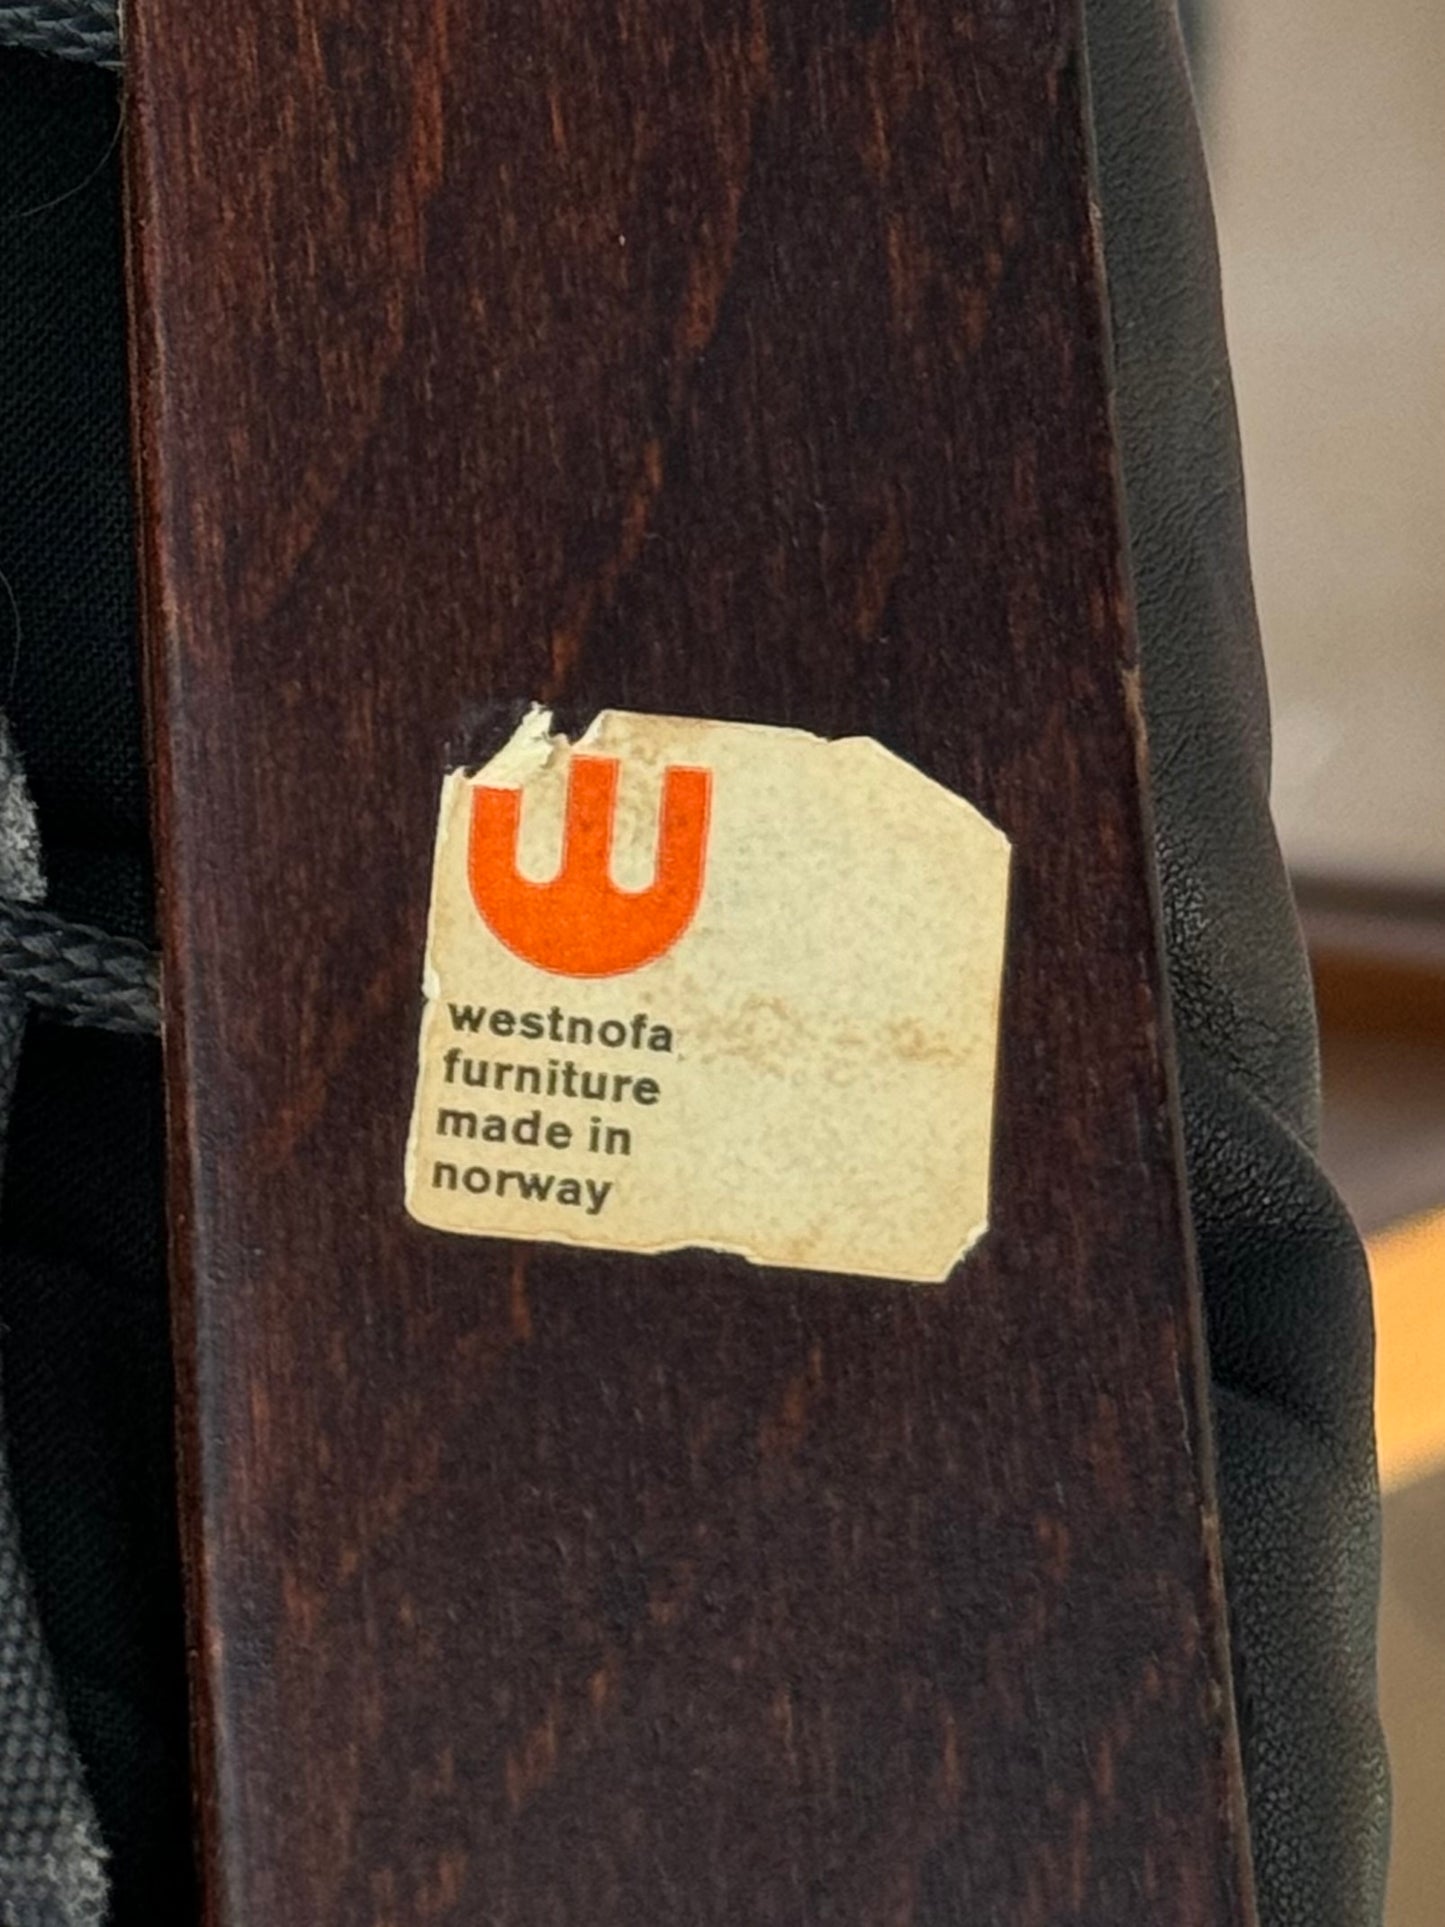 westnofa
furniture
made in
norway